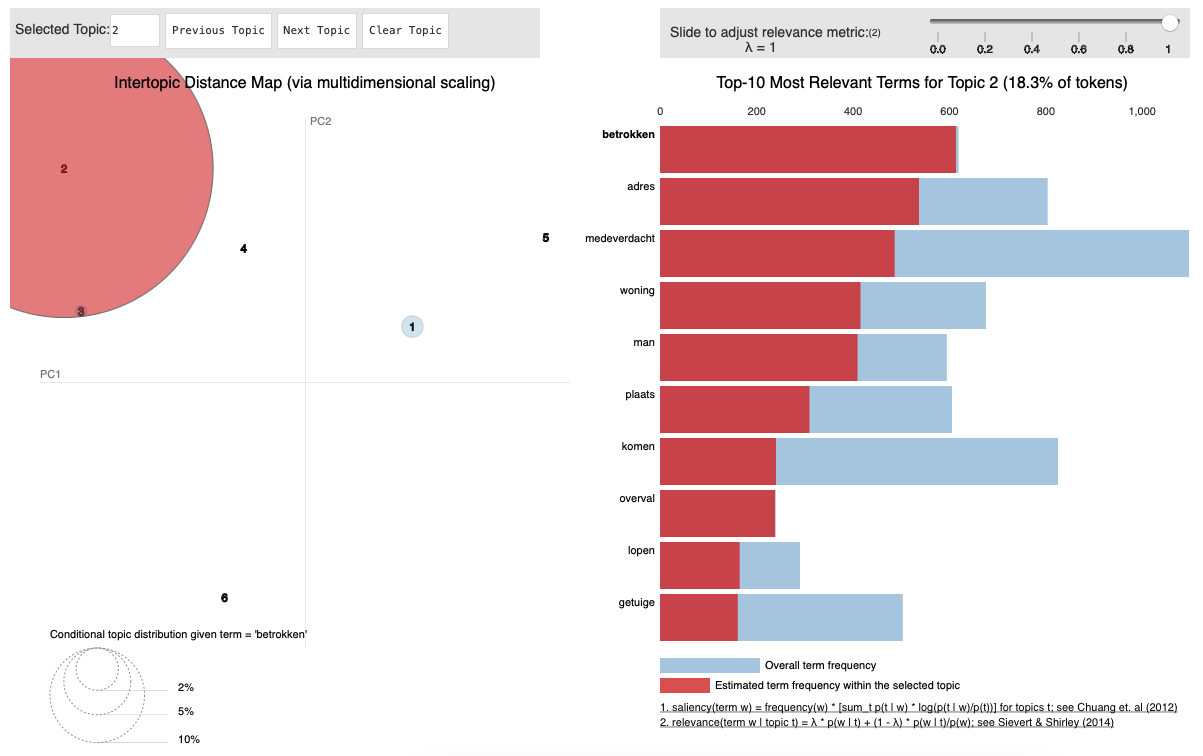 Selected Topic: 2 Previous Topic Next Topic Clear Topic
Slide to adjust relevance metric:(2)
λ = 1
0.0 0.2 0.4 0.6 0.8 1
Intertopic Distance Map (via multidimensional scaling)
PC2
PC1
2
4
5
3
1
6
Conditional topic distribution given term = 'betrokken'
2%
5%
10%
Top-10 Most Relevant Terms for Topic 2 (18.3% of tokens)
0 200 400 600 800 1,000
betrokken
adres
medeverdacht
woning
man
plaats
komen
overval
lopen
getuige
Overall term frequency
Estimated term frequency within the selected topic
1. saliency(term w) = frequency(w) * [sum_t p(t | w) * log(p(t | w)/p(t))] for topics t; see Chuang et. al (2012)
2. relevance(term w | topic t) = λ * p(w | t) + (1 - λ) * p(w | t)/p(w); see Sievert & Shirley (2014)